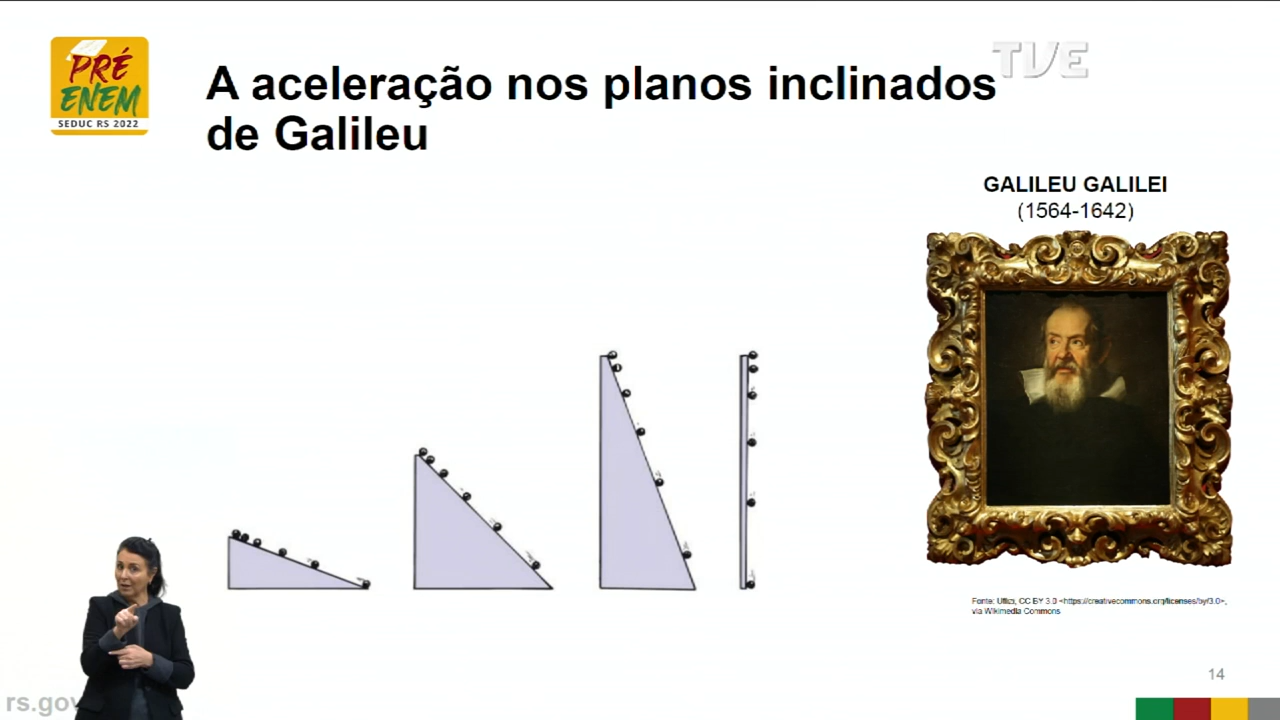 PRÉ
ENEM
SEDUC RS 2022
TVE
A aceleração nos planos inclinados
de Galileu
GALILEU GALILEI
(1564-1642)
Fonte: Uffizi, CC BY 3.0 <https://creativecommons.org/licenses/by/3.0>,
via Wikimedia Commons
14
rs.gov